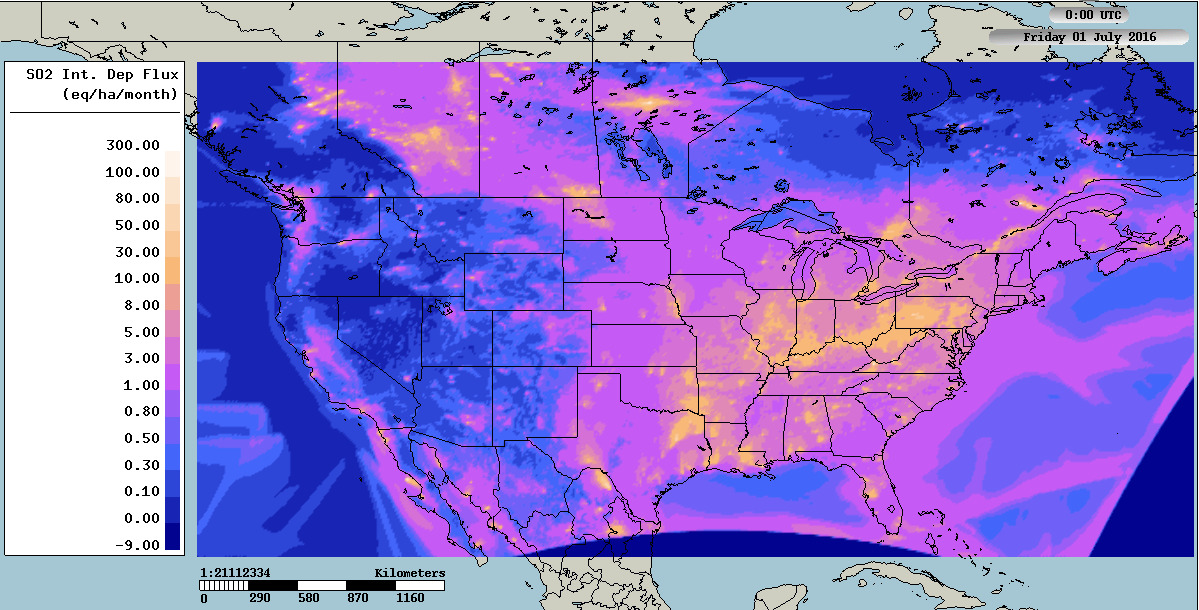 0:00 UTC
Friday 01 July 2016
SO2 Int. Dep Flux
(eq/ha/month)
300.00
100.00
80.00
50.00
30.00
10.00
8.00
5.00
3.00
1.00
0.80
0.50
0.30
0.10
0.00
-9.00
1:21112334 Kilometers
0 290 580 870 1160